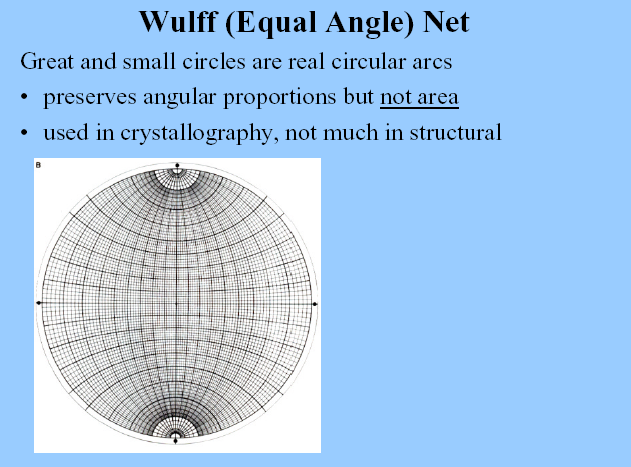 Wulff (Equal Angle) Net
Great and small circles are real circular arcs
• preserves angular proportions but not area
• used in crystallography, not much in structural
B